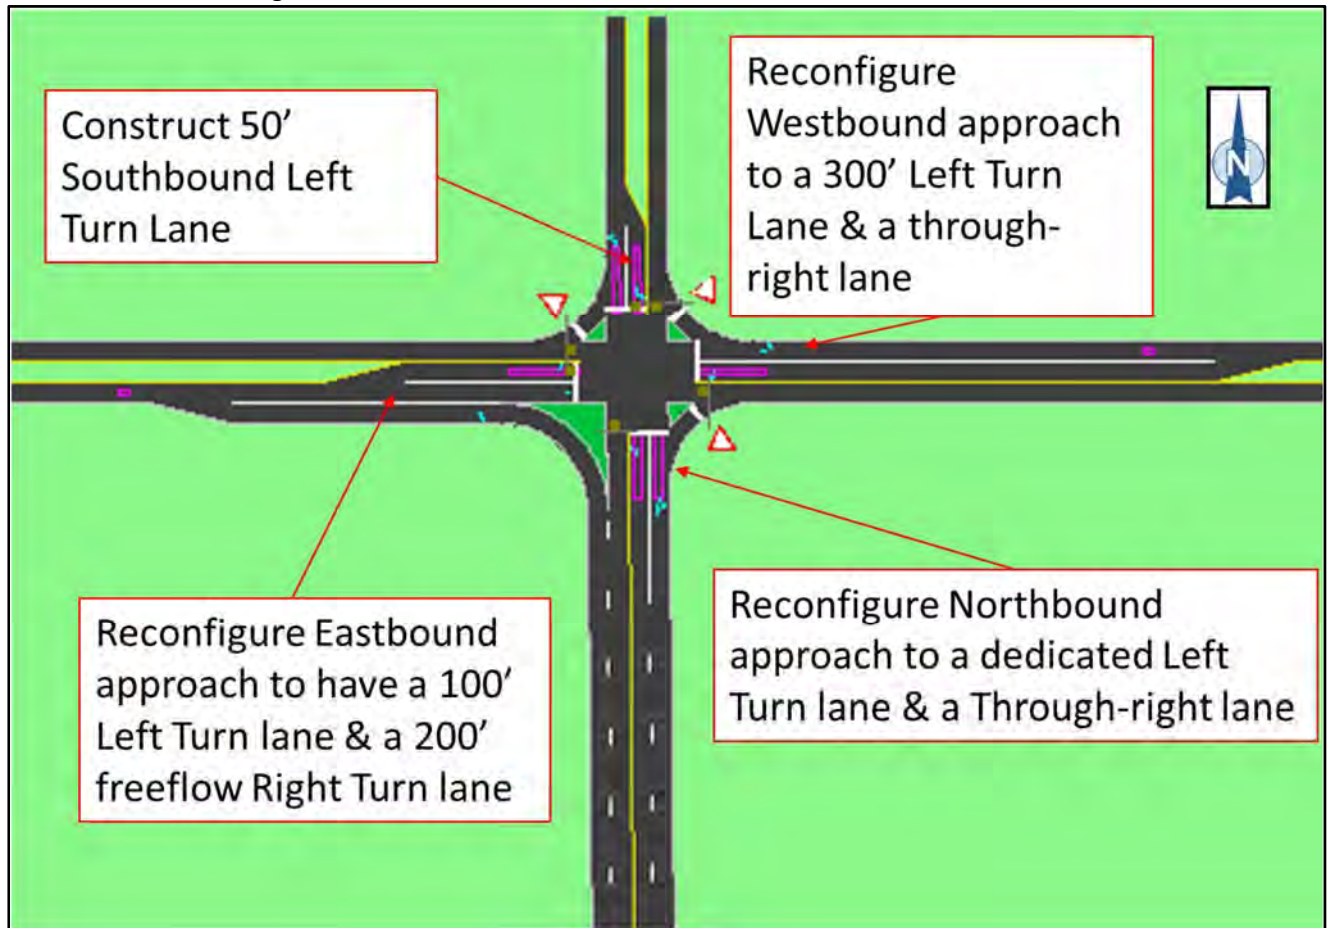 Construct 50’
Southbound Left
Turn Lane
Reconfigure
Westbound approach
to a 300’ Left Turn
Lane & a through-
right lane
N
Reconfigure Eastbound
approach to have a 100’
Left Turn lane & a 200’
freeflow Right Turn lane
Reconfigure Northbound
approach to a dedicated Left
Turn lane & a Through-right lane